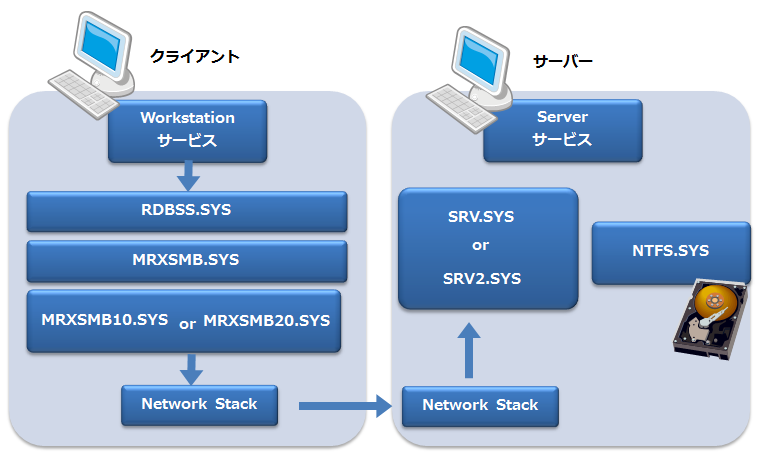 クライアント
Workstation
サービス
RDBSS.SYS
MRXSMB.SYS
MRXSMB10.SYS or MRXSMB20.SYS
Network Stack
サーバー
Server
サービス
SRV.SYS
or
SRV2.SYS
NTFS.SYS
Network Stack